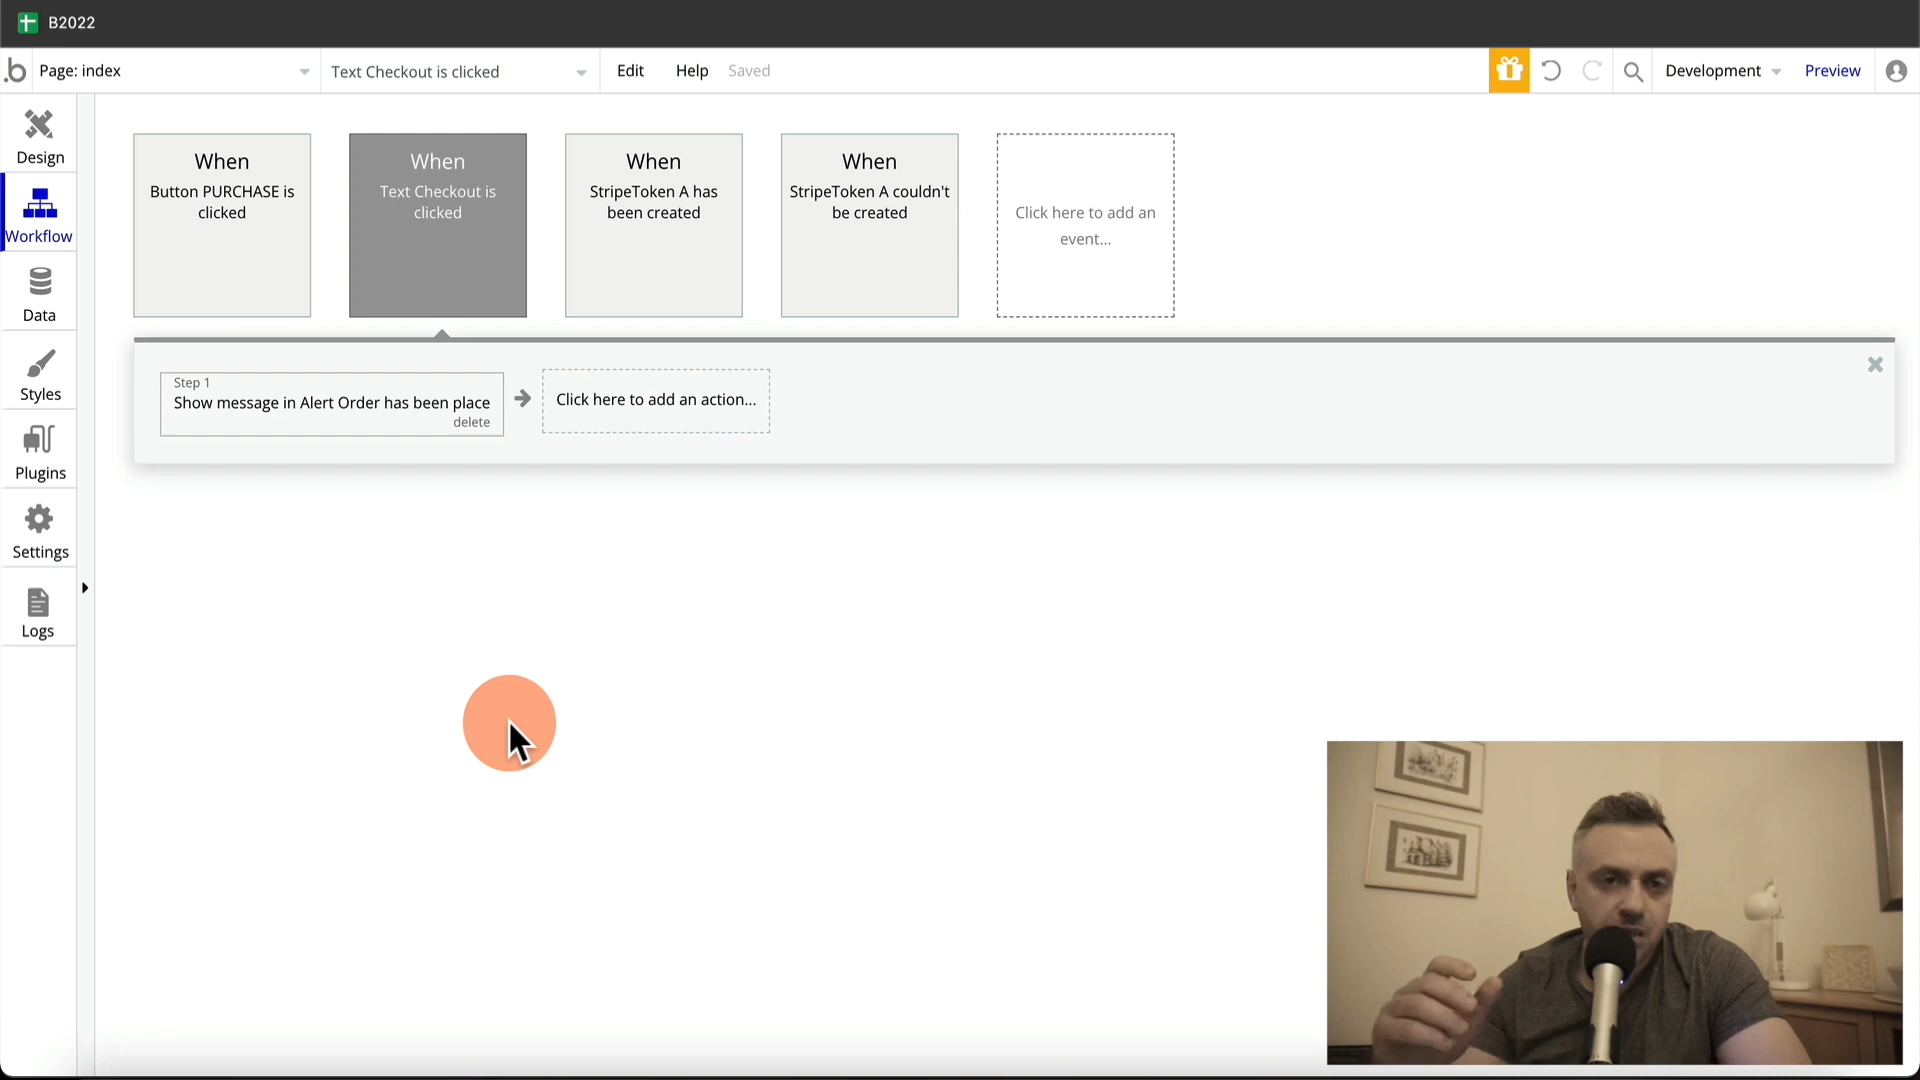 B2022
Page: index
Text Checkout is clicked
Edit
Help
Saved
Development
Preview
Design
Workflow
Data
Styles
Plugins
Settings
Logs
When
Button PURCHASE is
clicked
When
Text Checkout is
clicked
When
StripeToken A has
been created
When
StripeToken A couldn't
be created
Click here to add an
event...
Step 1
Show message in Alert Order has been place
delete
Click here to add an action...